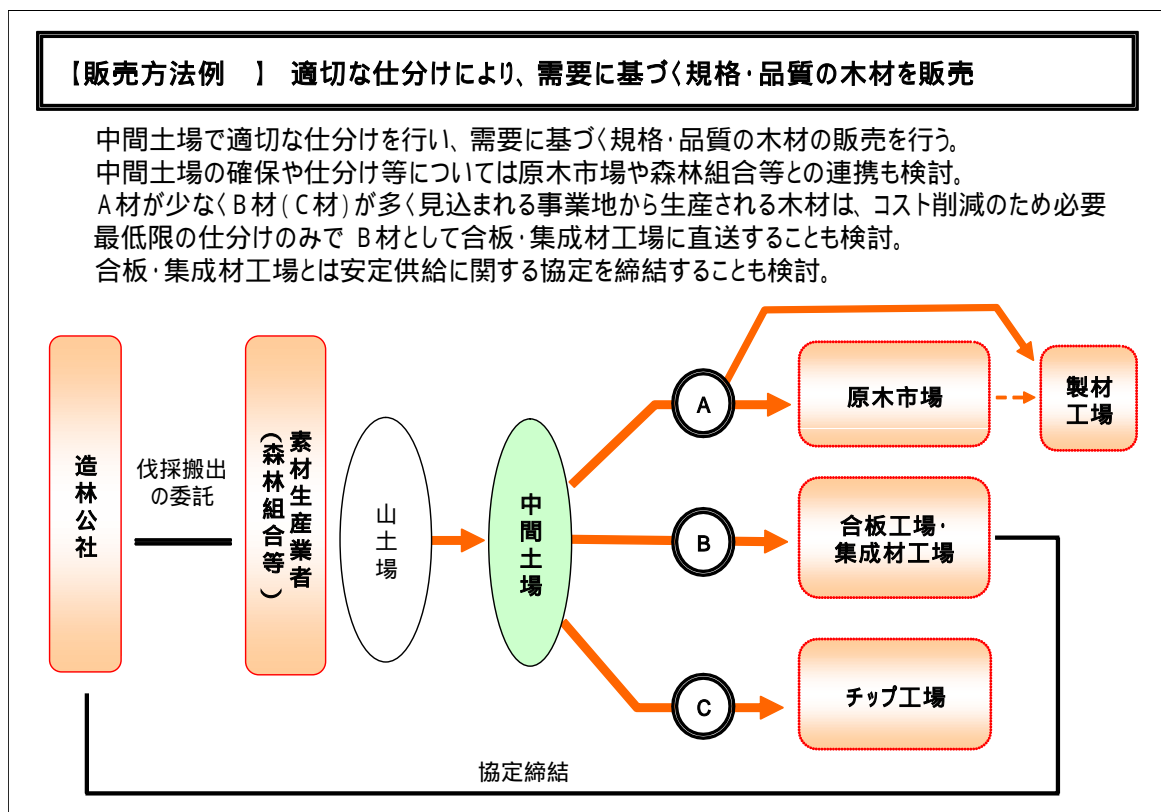 【販売方法例　】 適切な仕分けにより、需要に基づく規格・品質の木材を販売
中間土場で適切な仕分けを行い、需要に基づく規格・品質の木材の販売を行う。
中間土場の確保や仕分け等については原木市場や森林組合等との連携も検討。
A材が少なくB材(C材)が多く見込まれる事業地から生産される木材は、コスト削減のため必要
最低限の仕分けのみで B材として合板・集成材工場に直送することも検討。
合板・集成材工場とは安定供給に関する協定を締結することも検討。
造林公社
伐採搬出
の委託
素材生産業者
(森林組合等)
山土場
中間土場
A
原木市場
製材
工場
B
合板工場・
集成材工場
C
チップ工場
協定締結